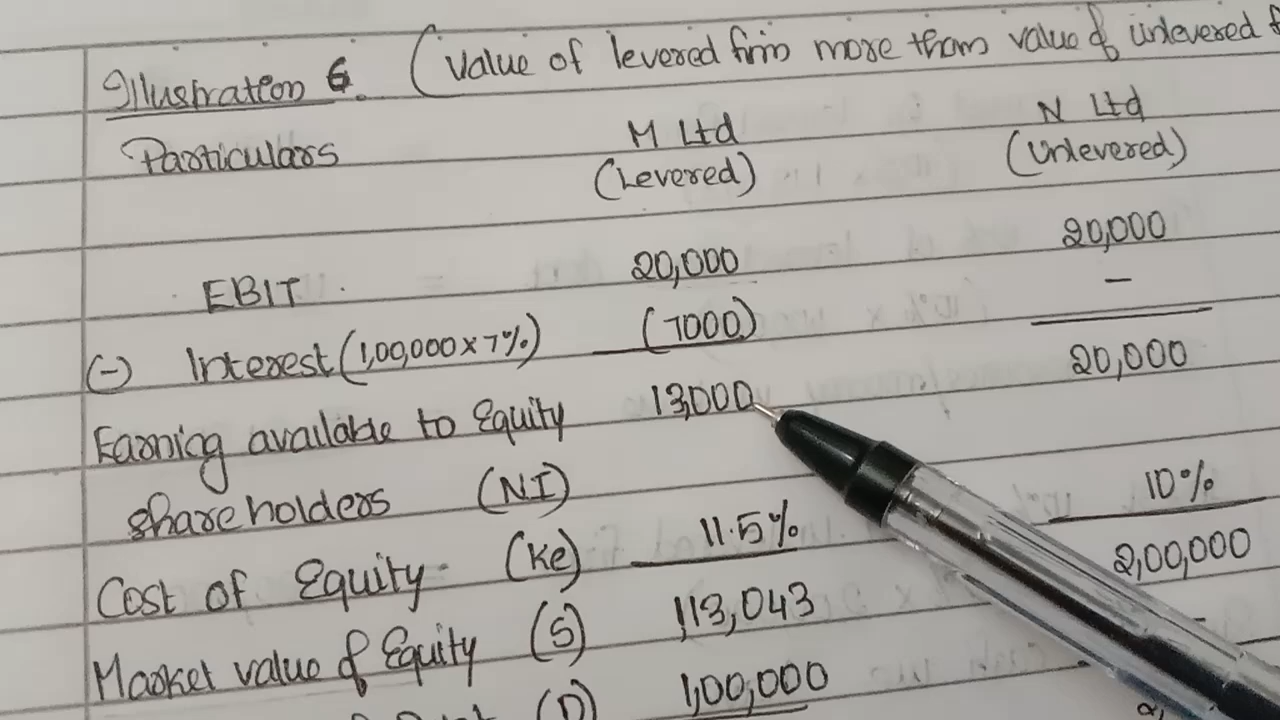 Illustration 6. (Value of levered firm more than value of unlevered
Particulars M Ltd N Ltd
(Levered) (Unlevered)
EBIT 20,000 20,000
(-) Interest (1,00,000 x 7%) (7000) -
Earning available to Equity 13,000 20,000
shareholders (NI)
Cost of Equity (Ke) 11.5% 10%
Market value of Equity (S) 113,043 2,00,000
(D) 1,00,000 -